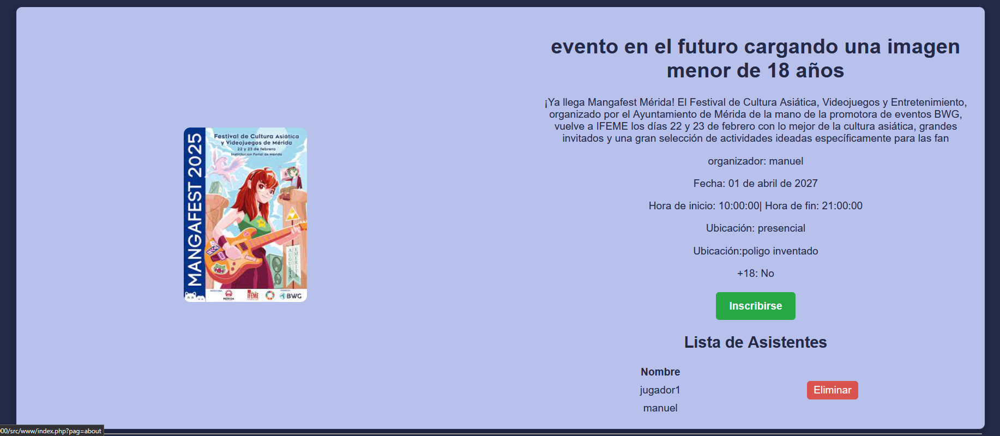 evento en el futuro cargando una imagen
menor de 18 años
¡Ya llega Mangafest Mérida! El Festival de Cultura Asiática, Videojuegos y Entretenimiento,
organizado por el Ayuntamiento de Mérida de la mano de la promotora de eventos BWG,
vuelve a IFEME los días 22 y 23 de febrero con lo mejor de la cultura asiática, grandes
invitados y una gran selección de actividades ideadas específicamente para las fan
organizador: manuel
Fecha: 01 de abril de 2027
Hora de inicio: 10:00:00| Hora de fin: 21:00:00
Ubicación: presencial
Ubicación:poligo inventado
+18: No
Inscribirse
Lista de Asistentes
Nombre
jugador1
Eliminar
manuel
MANGAFEST 2025
Festival de Cultura Asiática
y Videojuegos de Mérida
22 y 23 de febrero
Institucion Ferial de Mérida
AUGUSTA
EMERITA
MERIDA
IFEME
BWG
00/src/www/index.php?pag=about